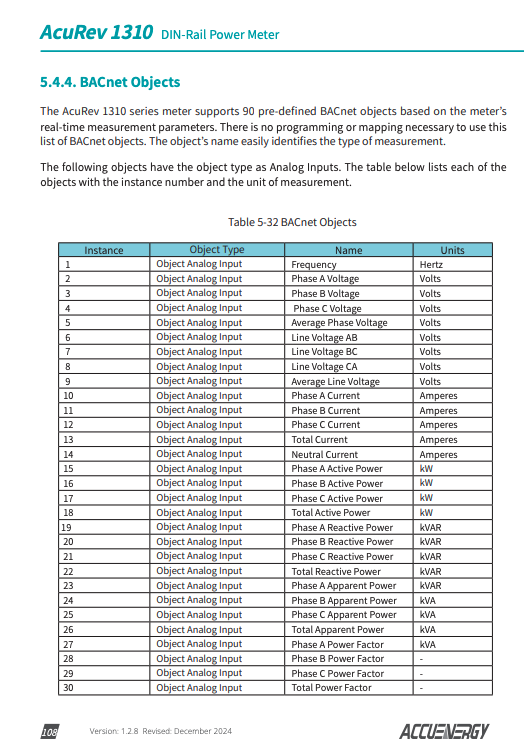 AcuRev 1310 DIN-Rail Power Meter
5.4.4. BACnet Objects
The AcuRev 1310 series meter supports 90 pre-defined BACnet objects based on the meter's
real-time measurement parameters. There is no programming or mapping necessary to use this
list of BACnet objects. The object's name easily identifies the type of measurement.
The following objects have the object type as Analog Inputs. The table below lists each of the
objects with the instance number and the unit of measurement.
Table 5-32 BACnet Objects
Instance Object Type Name Units
1 Object Analog Input Frequency Hertz
2 Object Analog Input Phase A Voltage Volts
3 Object Analog Input Phase B Voltage Volts
4 Object Analog Input Phase C Voltage Volts
5 Object Analog Input Average Phase Voltage Volts
6 Object Analog Input Line Voltage AB Volts
7 Object Analog Input Line Voltage BC Volts
8 Object Analog Input Line Voltage CA Volts
9 Object Analog Input Average Line Voltage Volts
10 Object Analog Input Phase A Current Amperes
11 Object Analog Input Phase B Current Amperes
12 Object Analog Input Phase C Current Amperes
13 Object Analog Input Total Current Amperes
14 Object Analog Input Neutral Current Amperes
15 Object Analog Input Phase A Active Power kW
16 Object Analog Input Phase B Active Power kW
17 Object Analog Input Phase C Active Power kW
18 Object Analog Input Total Active Power kW
19 Object Analog Input Phase A Reactive Power kVAR
20 Object Analog Input Phase B Reactive Power kVAR
21 Object Analog Input Phase C Reactive Power kVAR
22 Object Analog Input Total Reactive Power kVAR
23 Object Analog Input Phase A Apparent Power kVAR
24 Object Analog Input Phase B Apparent Power kVA
25 Object Analog Input Phase C Apparent Power kVA
26 Object Analog Input Total Apparent Power kVA
27 Object Analog Input Phase A Power Factor kVA
28 Object Analog Input Phase B Power Factor -
29 Object Analog Input Phase C Power Factor -
30 Object Analog Input Total Power Factor -
108 Version: 1.2.8 Revised: December 2024 ACCUENERGY